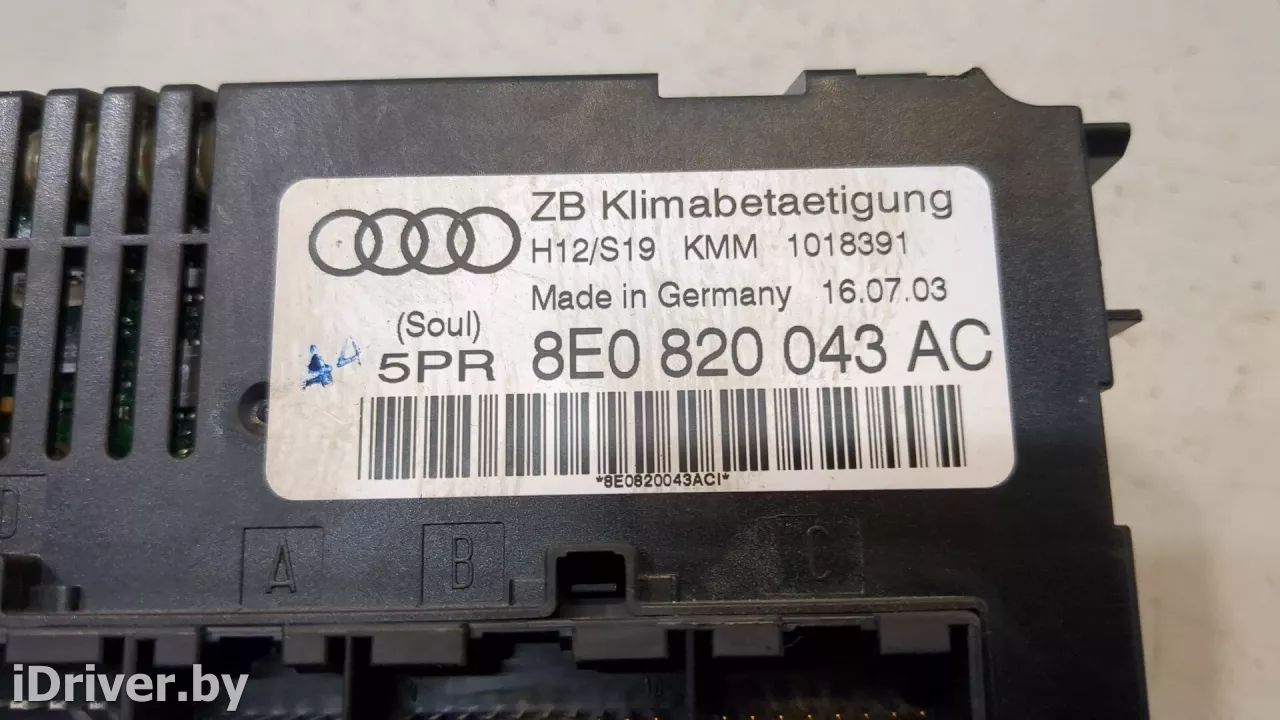 ZB Klimabetaetigung
H12/S19 KMM 1018391
Made in Germany 16.07.03
(Soul)
5PR 8E0 820 043 AC
*8E0820043ACI*
D
A
B
C
10
iDriver.by